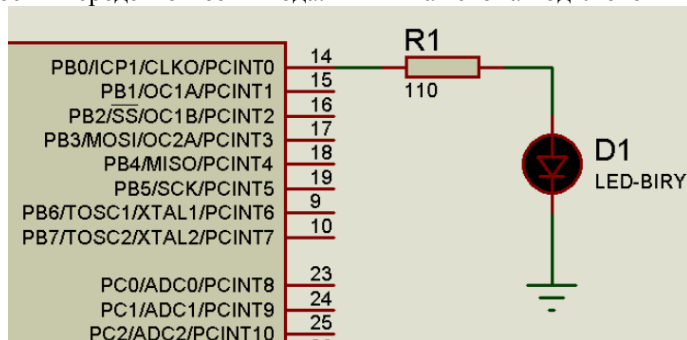 R1
PB0/ICP1/CLKO/PCINT0 14
110
PB1/OC1A/PCINT1 15
PB2/SS/OC1B/PCINT2 16
PB3/MOSI/OC2A/PCINT3 17
PB4/MISO/PCINT4 18
D1
PB5/SCK/PCINT5 19
LED-BIRY
PB6/TOSC1/XTAL1/PCINT6 9
PB7/TOSC2/XTAL2/PCINT7 10
PC0/ADC0/PCINT8 23
PC1/ADC1/PCINT9 24
PC2/ADC2/PCINT10 25